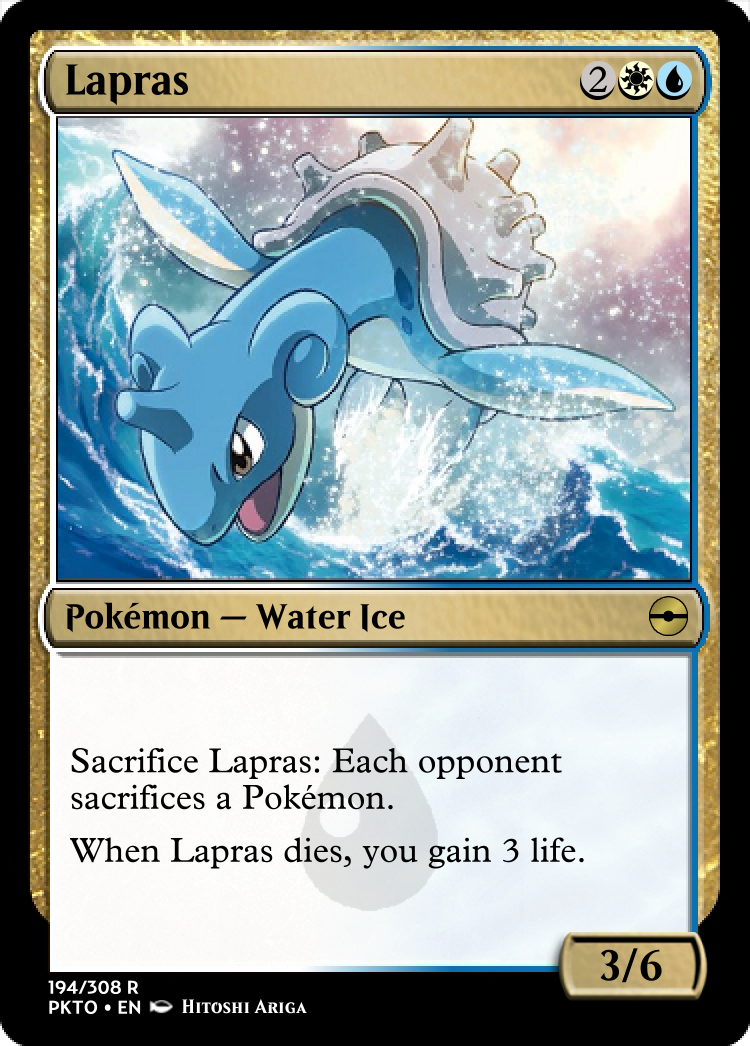 Lapras 2
Pokémon — Water Ice
Sacrifice Lapras: Each opponent
sacrifices a Pokémon.
When Lapras dies, you gain 3 life.
3/6
194/308 R
PKTO • EN Hitoshi Ariga